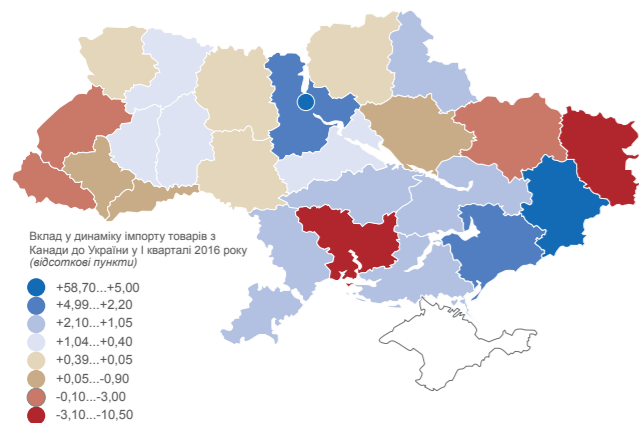 Вклад у динаміку імпорту товарів з
Канади до України у І кварталі 2016 року
(відсоткові пункти)
+58,70...+5,00
+4,99...+2,20
+2,10...+1,05
+1,04...+0,40
+0,39...+0,05
+0,05...-0,90
-0,10...-3,00
-3,10...-10,50